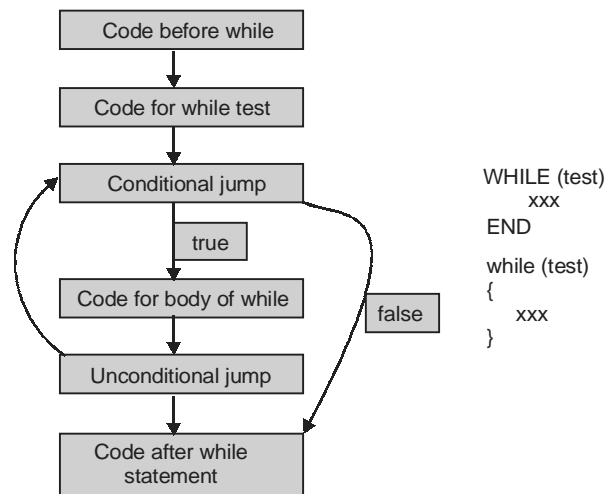 Code before while
Code for while test
Conditional jump
true
Code for body of while
false
Unconditional jump
Code after while
statement
WHILE (test)
xxx
END
while (test)
{
xxx
}